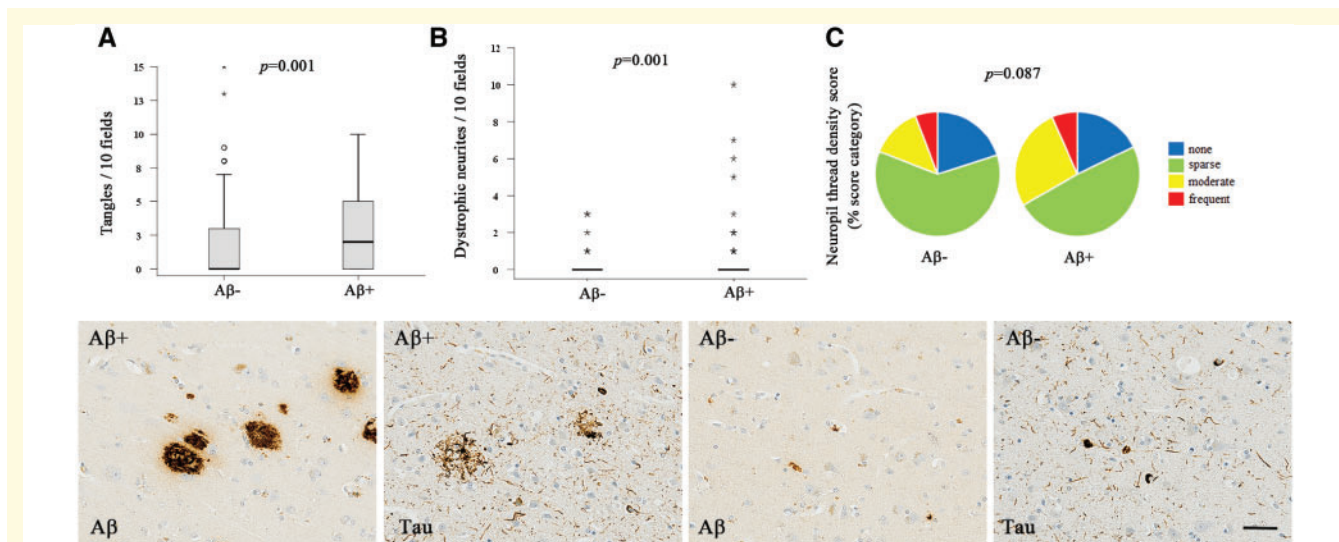 A
p=0.001
Tangles / 10 fields
15
13
10
8
5
3
0
Aβ-
Aβ+
B
p=0.001
Dystrophic neurites / 10 fields
12
10
8
6
4
2
0
Aβ-
Aβ+
C
p=0.087
Neuropil thread density score
(% score category)
Aβ-
Aβ+
none
sparse
moderate
frequent
Aβ+
Aβ
Aβ+
Tau
Aβ-
Aβ
Aβ-
Tau